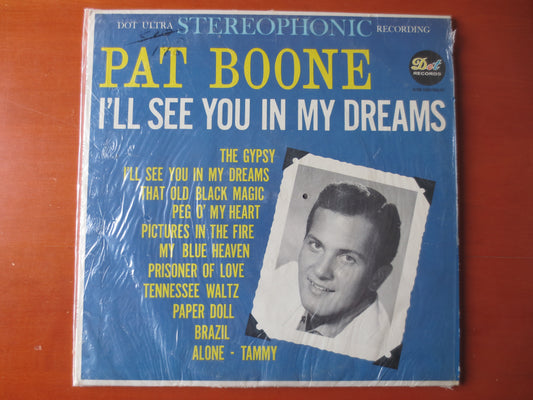 DOT ULTRA STEREOPHONIC RECORDING
PAT BOONE
Dot
RECORDS
I'LL SEE YOU IN MY DREAMS
THE GYPSY
I'LL SEE YOU IN MY DREAMS
THAT OLD BLACK MAGIC
PEG O' MY HEART
PICTURES IN THE FIRE
MY BLUE HEAVEN
PRISONER OF LOVE
TENNESSEE WALTZ
PAPER DOLL
BRAZIL
ALONE - TAMMY